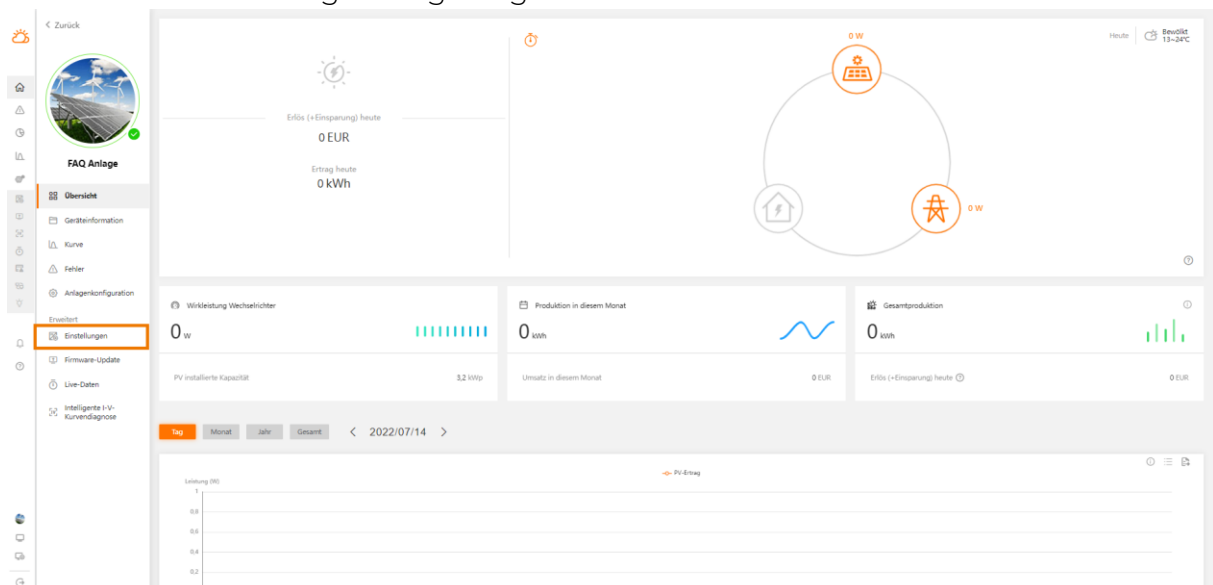 Zurück
FAQ Anlage
Übersicht
Geräteinformation
Kurve
Fehler
Anlagenkonfiguration
Erweitert
Einstellungen
Firmware-Update
Live-Daten
Intelligente I-V-
Kurvendiagnose
Erlös (+Einsparung) heute
0 EUR
Ertrag heute
0 kWh
0 W
0 W
Heute
Bewölkt
13~24°C
Wirkleistung Wechselrichter
0 W
PV installierte Kapazität 5,2 kWp
Produktion in diesem Monat
0 kWh
Umsatz in diesem Monat 0 EUR
Gesamtproduktion
0 kWh
Erlös (+Einsparung) heute 0 EUR
Tag Monat Jahr Gesamt < 2022/07/14 >
PV-Ertrag
Leistung (W)
1
0,8
0,6
0,4
0,2